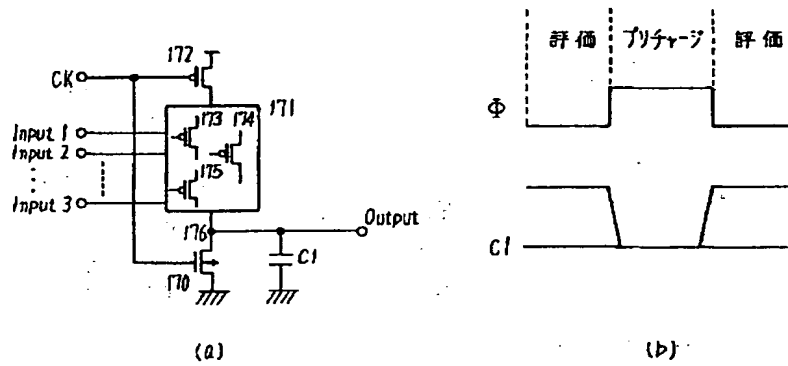 172
CK
171
173
174
Input 1
Input 2
175
Input 3
Output
176
C1
170
(a)
評価
プリチャージ
評価
Φ
C1
(b)